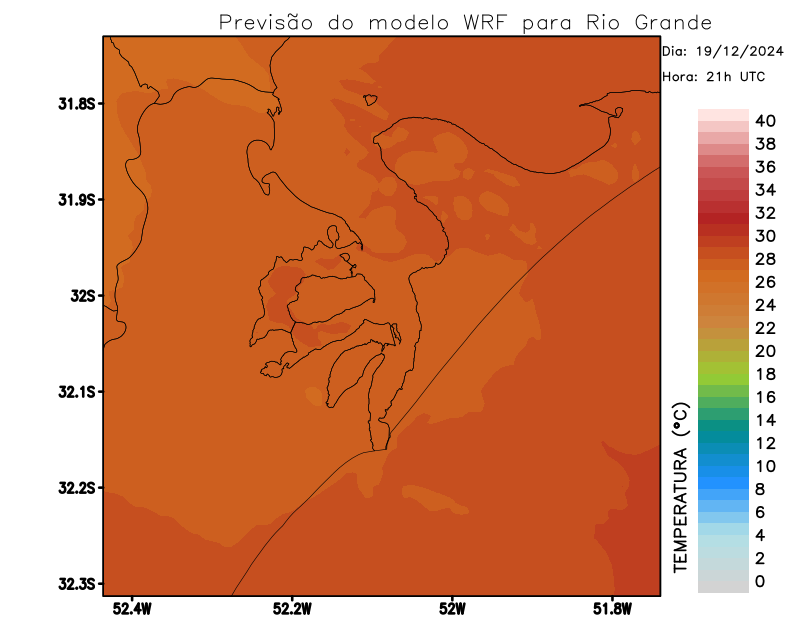 Previsão do modelo WRF para Rio Grande
Dia: 19/12/2024
Hora: 21h UTC
31.8S
31.9S
32S
32.1S
32.2S
32.3S
52.4W
52.2W
52W
51.8W
TEMPERATURA (°C)
40
38
36
34
32
30
28
26
24
22
20
18
16
14
12
10
8
6
4
2
0